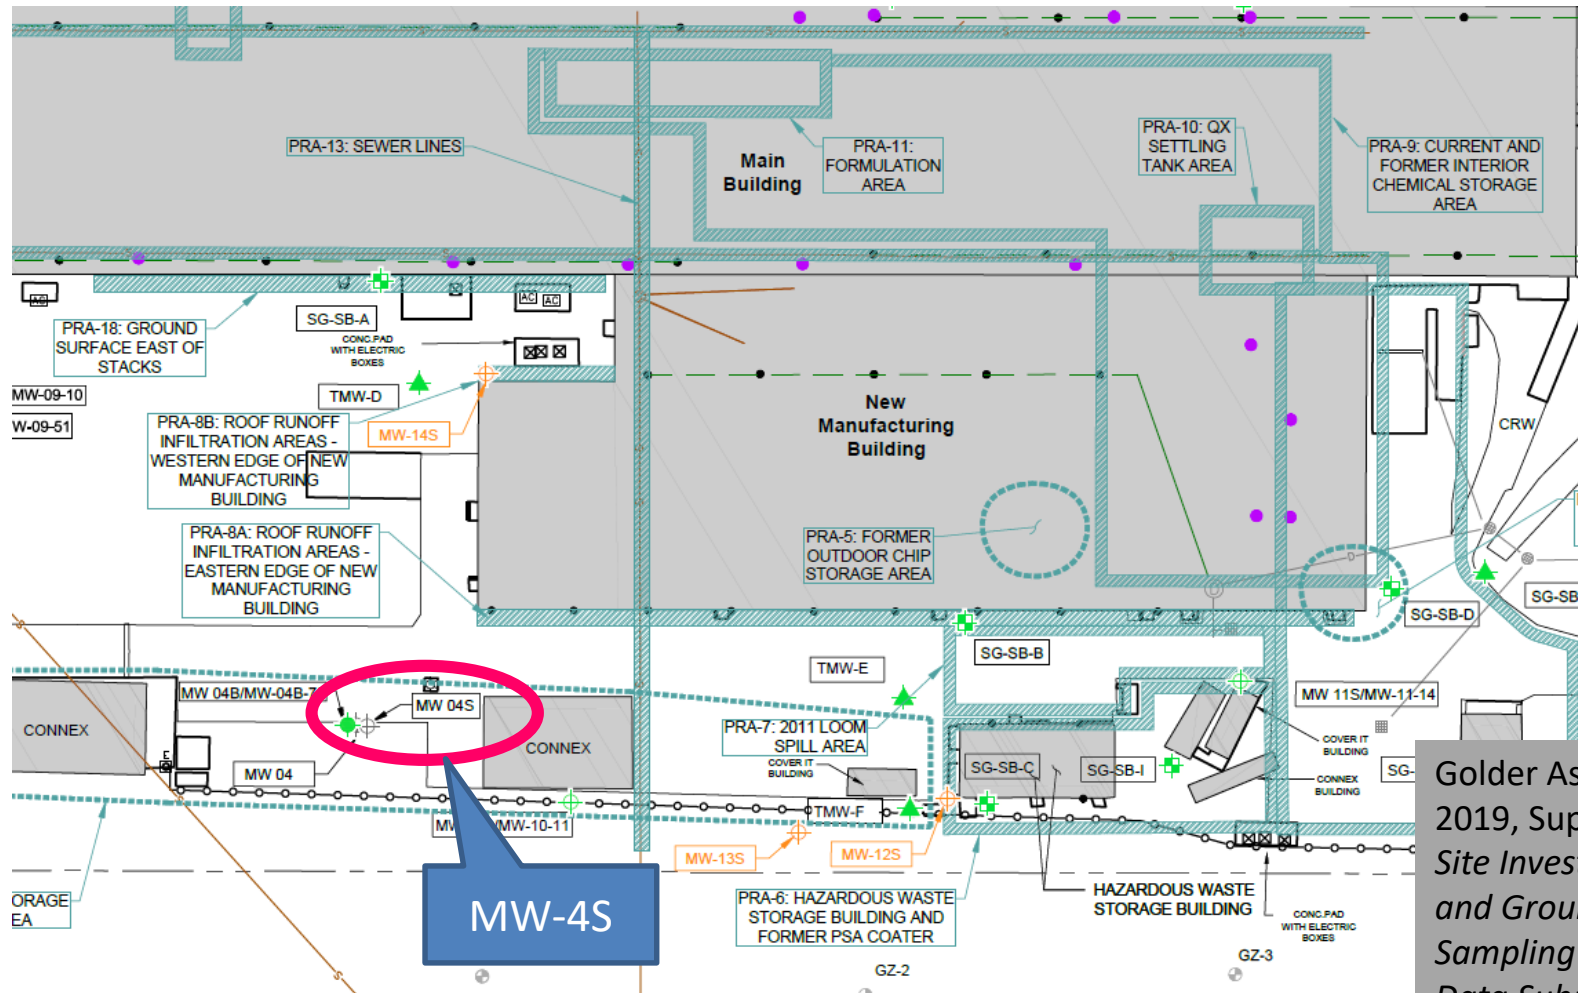 PRA-13: SEWER LINES
Main
Building
PRA-11:
FORMULATION
AREA
PRA-10: QX
SETTLING
TANK AREA
PRA-9: CURRENT AND
FORMER INTERIOR
CHEMICAL STORAGE
AREA
AC
AC
AC
PRA-18: GROUND
SURFACE EAST OF
STACKS
SG-SB-A
CONC.PAD
WITH ELECTRIC
BOXES
MW-09-10
W-09-51
TMW-D
MW-14S
PRA-8B: ROOF RUNOFF
INFILTRATION AREAS -
WESTERN EDGE OF NEW
MANUFACTURING
BUILDING
New
Manufacturing
Building
CRW
PRA-8A: ROOF RUNOFF
INFILTRATION AREAS -
EASTERN EDGE OF NEW
MANUFACTURING
BUILDING
PRA-5: FORMER
OUTDOOR CHIP
STORAGE AREA
SG-SB-D
SG-SB
SG-SB-B
TMW-E
MW 04B/MW-04B-7
MW 04S
MW 11S/MW-11-14
CONNEX
CONNEX
PRA-7: 2011 LOOM
SPILL AREA
COVER IT
BUILDING
COVER IT
BUILDING
MW 04
SG-SB-C
SG-SB-I
CONNEX
BUILDING
SG-
TMW-F
MW
/MW-10-11
MW-13S
MW-12S
ORAGE
EA
MW-4S
PRA-6: HAZARDOUS WASTE
STORAGE BUILDING AND
FORMER PSA COATER
HAZARDOUS WASTE
STORAGE BUILDING
CONC.PAD
WITH ELECTRIC
BOXES
GZ-2
GZ-3
Golder As
2019, Sup
Site Invest
and Grou
Sampling
Data Sub